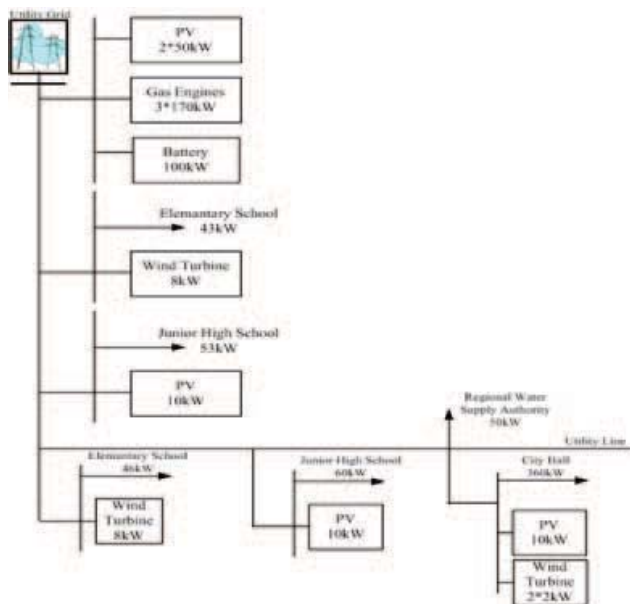 Utility Grid
PV
2*50kW
Gas Engines
3*170kW
Battery
100kW
Elemantary School
43kW
Wind Turbine
8kW
Junior High School
53kW
PV
10kW
Regional Water
Supply Authority
50kW
Utility Line
Elementary School
46kW
Wind
Turbine
8kW
Junior High School
60kW
PV
10kW
City Hall
360kW
PV
10kW
Wind
Turbine
2*2kW